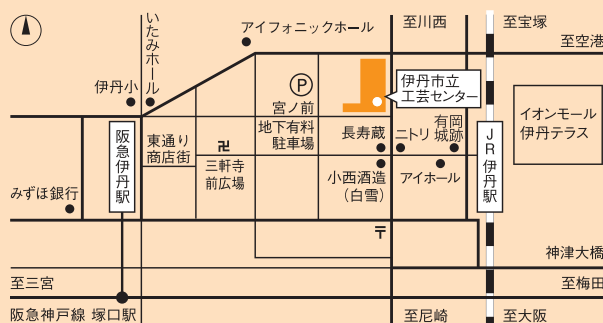 アイフォニックホール
至川西
至宝塚
至空港
いたみホール
伊丹小
P
宮ノ前
地下有料
駐車場
伊丹市立
工芸センター
イオンモール
伊丹テラス
阪急伊丹駅
東通り
商店街
卍
三軒寺
前広場
長寿蔵
ニトリ
有岡
城跡
JR伊丹駅
みずほ銀行
小西酒造
(白雪)
アイホール
〒
神津大橋
至三宮
至梅田
阪急神戸線 塚口駅
至尼崎
至大阪